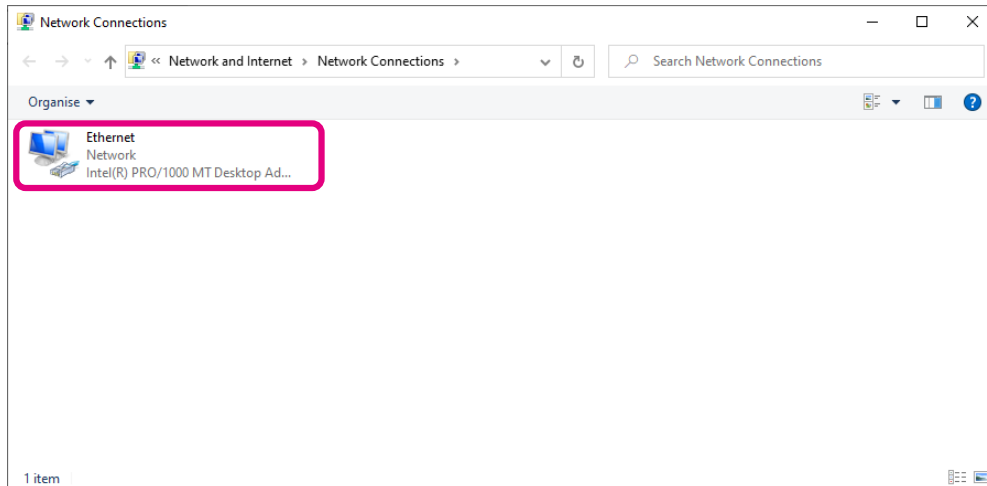 Network Connections
« Network and Internet › Network Connections ›
Search Network Connections
Organise
Ethernet
Network
Intel(R) PRO/1000 MT Desktop Ad...
1 item